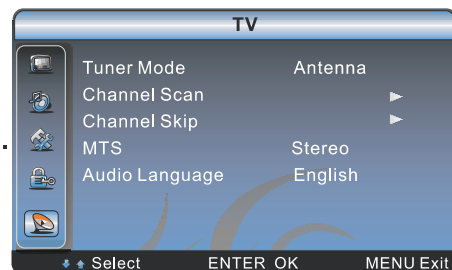 TV
Tuner Mode Antenna
Channel Scan
Channel Skip
MTS Stereo
Audio Language English
Select ENTER OK MENU Exit